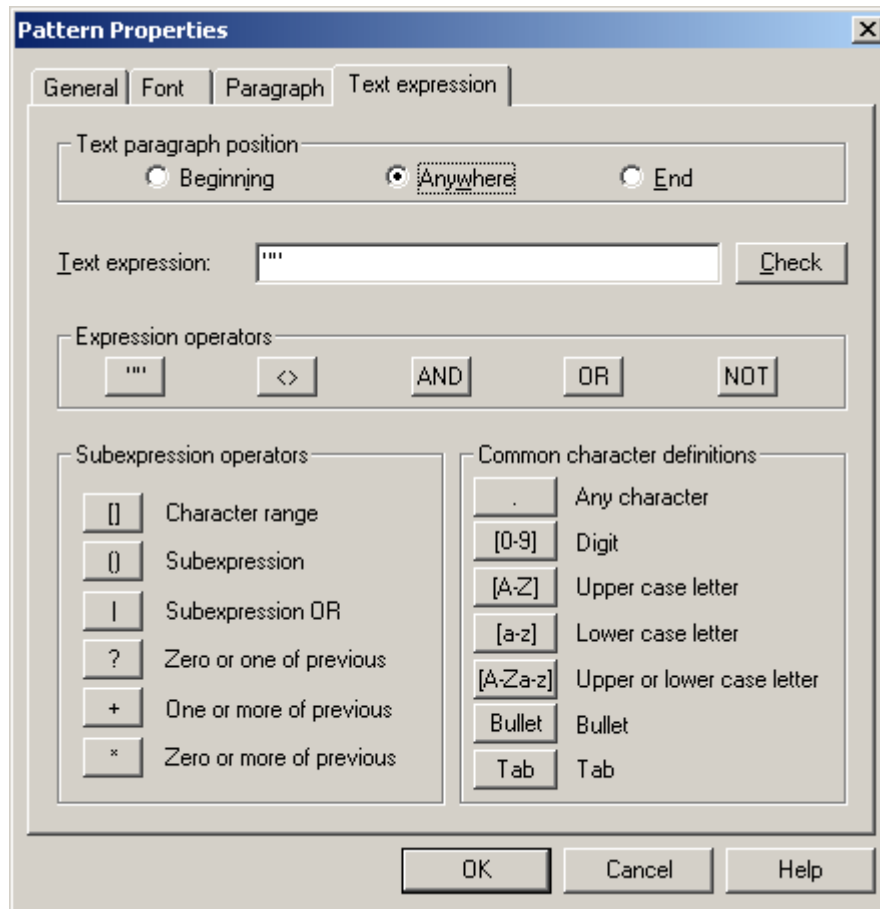 Pattern Properties
General Font Paragraph Text expression
Text paragraph position
Beginning Anywhere End
Text expression: "" Check
Expression operators
"" <> AND OR NOT
Subexpression operators
[] Character range
() Subexpression
| Subexpression OR
? Zero or one of previous
+ One or more of previous
* Zero or more of previous
Common character definitions
. Any character
[0-9] Digit
[A-Z] Upper case letter
[a-z] Lower case letter
[A-Za-z] Upper or lower case letter
Bullet Bullet
Tab Tab
OK Cancel Help